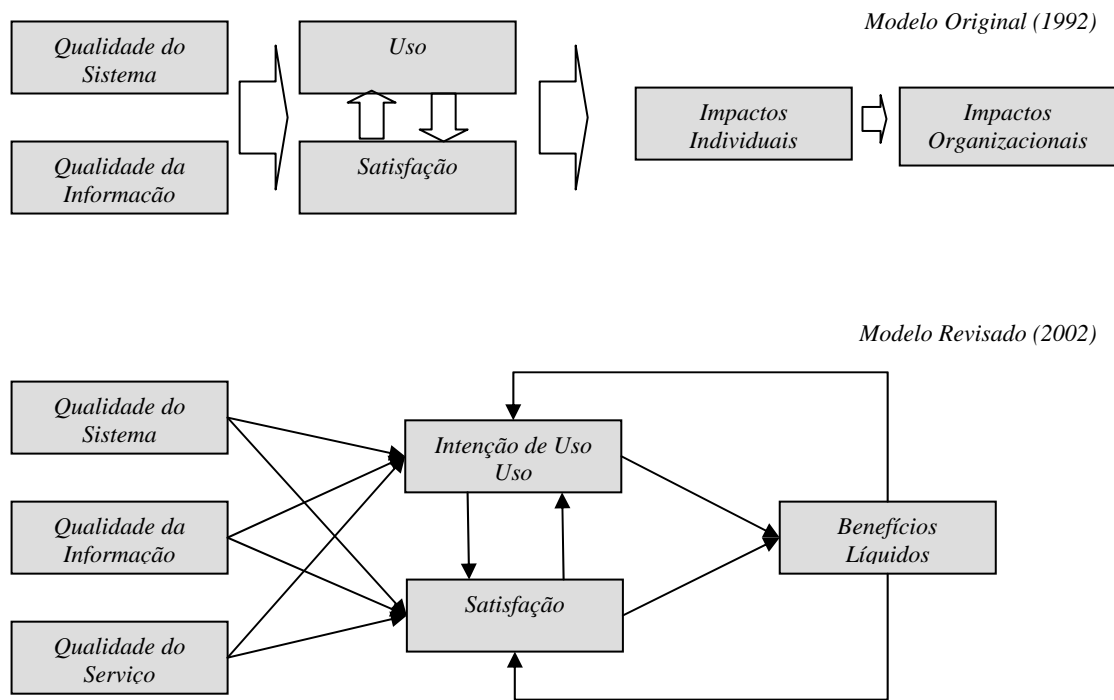 Modelo Original (1992)
Qualidade do
Sistema
Uso
Impactos
Individuais
Impactos
Organizacionais
Qualidade da
Informacão
Satisfação
Modelo Revisado (2002)
Qualidade do
Sistema
Intenção de Uso
Uso
Qualidade da
Informação
Benefícios
Líquidos
Satisfação
Qualidade do
Serviço